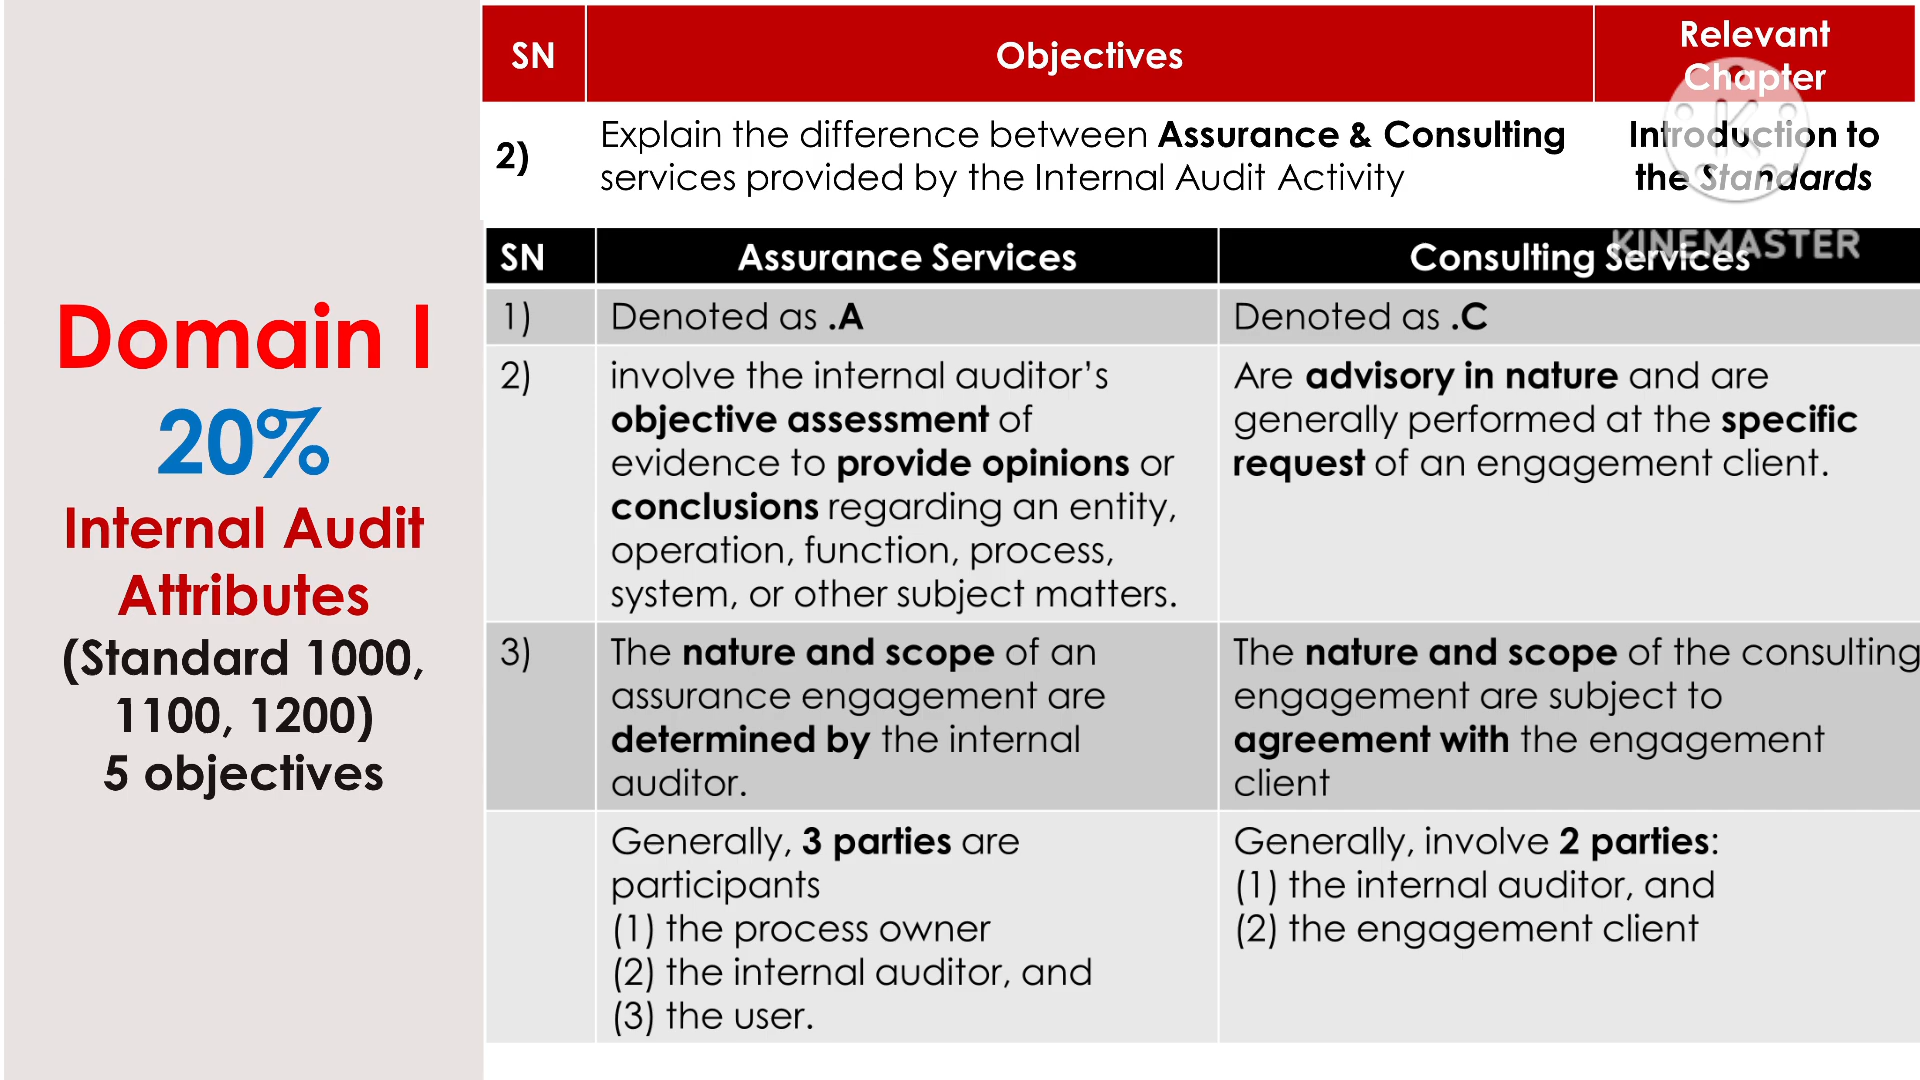 SN
Objectives
Relevant
Chapter
2)
Explain the difference between Assurance & Consulting
services provided by the Internal Audit Activity
Introduction to
the Standards
KINEMASTER
SN
Assurance Services
Consulting Services
1)
Denoted as .A
Denoted as .C
2)
involve the internal auditor’s
objective assessment of
evidence to provide opinions or
conclusions regarding an entity,
operation, function, process,
system, or other subject matters.
Are advisory in nature and are
generally performed at the specific
request of an engagement client.
3)
The nature and scope of an
assurance engagement are
determined by the internal
auditor.
The nature and scope of the consulting
engagement are subject to
agreement with the engagement
client
Generally, 3 parties are
participants
(1) the process owner
(2) the internal auditor, and
(3) the user.
Generally, involve 2 parties:
(1) the internal auditor, and
(2) the engagement client
Domain I
20%
Internal Audit
Attributes
(Standard 1000,
1100, 1200)
5 objectives